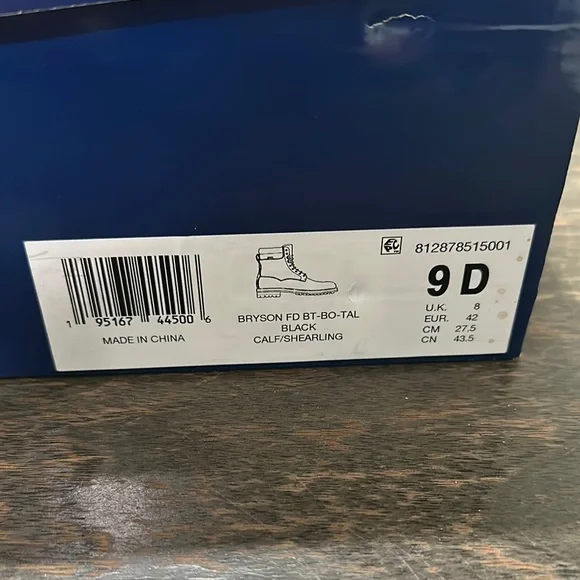 812878515001
9 D
U.K. 8
EUR. 42
CM 27.5
CN 43.5
BRYSON FD BT-BO-TAL
BLACK
CALF/SHEARLING
1 95167 44500 6
MADE IN CHINA